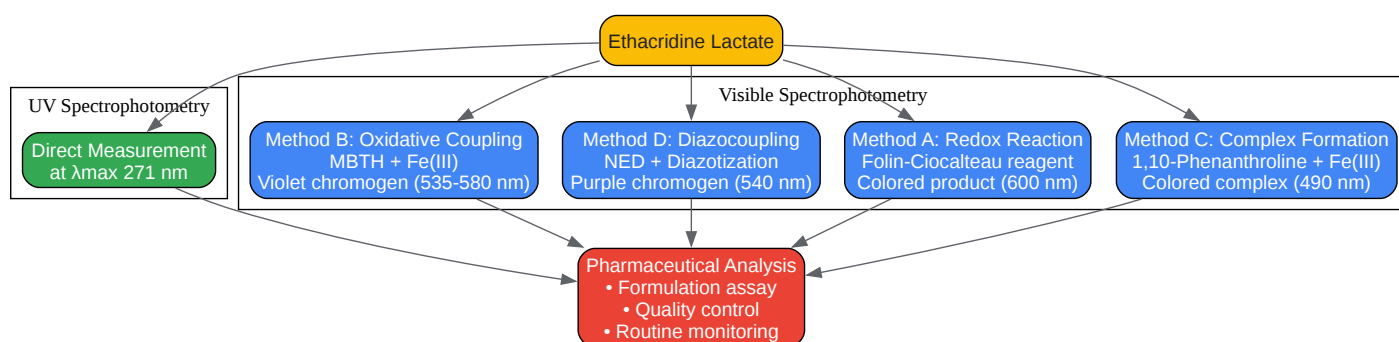 Ethacridine Lactate
UV Spectrophotometry
Visible Spectrophotometry
Direct Measurement
at λmax 271 nm
Method B: Oxidative Coupling
MBTH + Fe(III)
Violet chromogen (535-580 nm)
Method D: Diazocoupling
NED + Diazotization
Purple chromogen (540 nm)
Method A: Redox Reaction
Folin-Ciocalteau reagent
Colored product (600 nm)
Method C: Complex Formation
1,10-Phenanthroline + Fe(III)
Colored complex (490 nm)
Pharmaceutical Analysis
• Formulation assay
• Quality control
• Routine monitoring